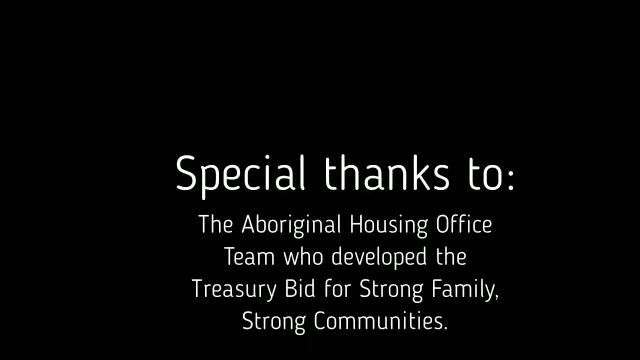 Special thanks to:
The Aboriginal Housing Office
Team who developed the
Treasury Bid for Strong Family,
Strong Communities.